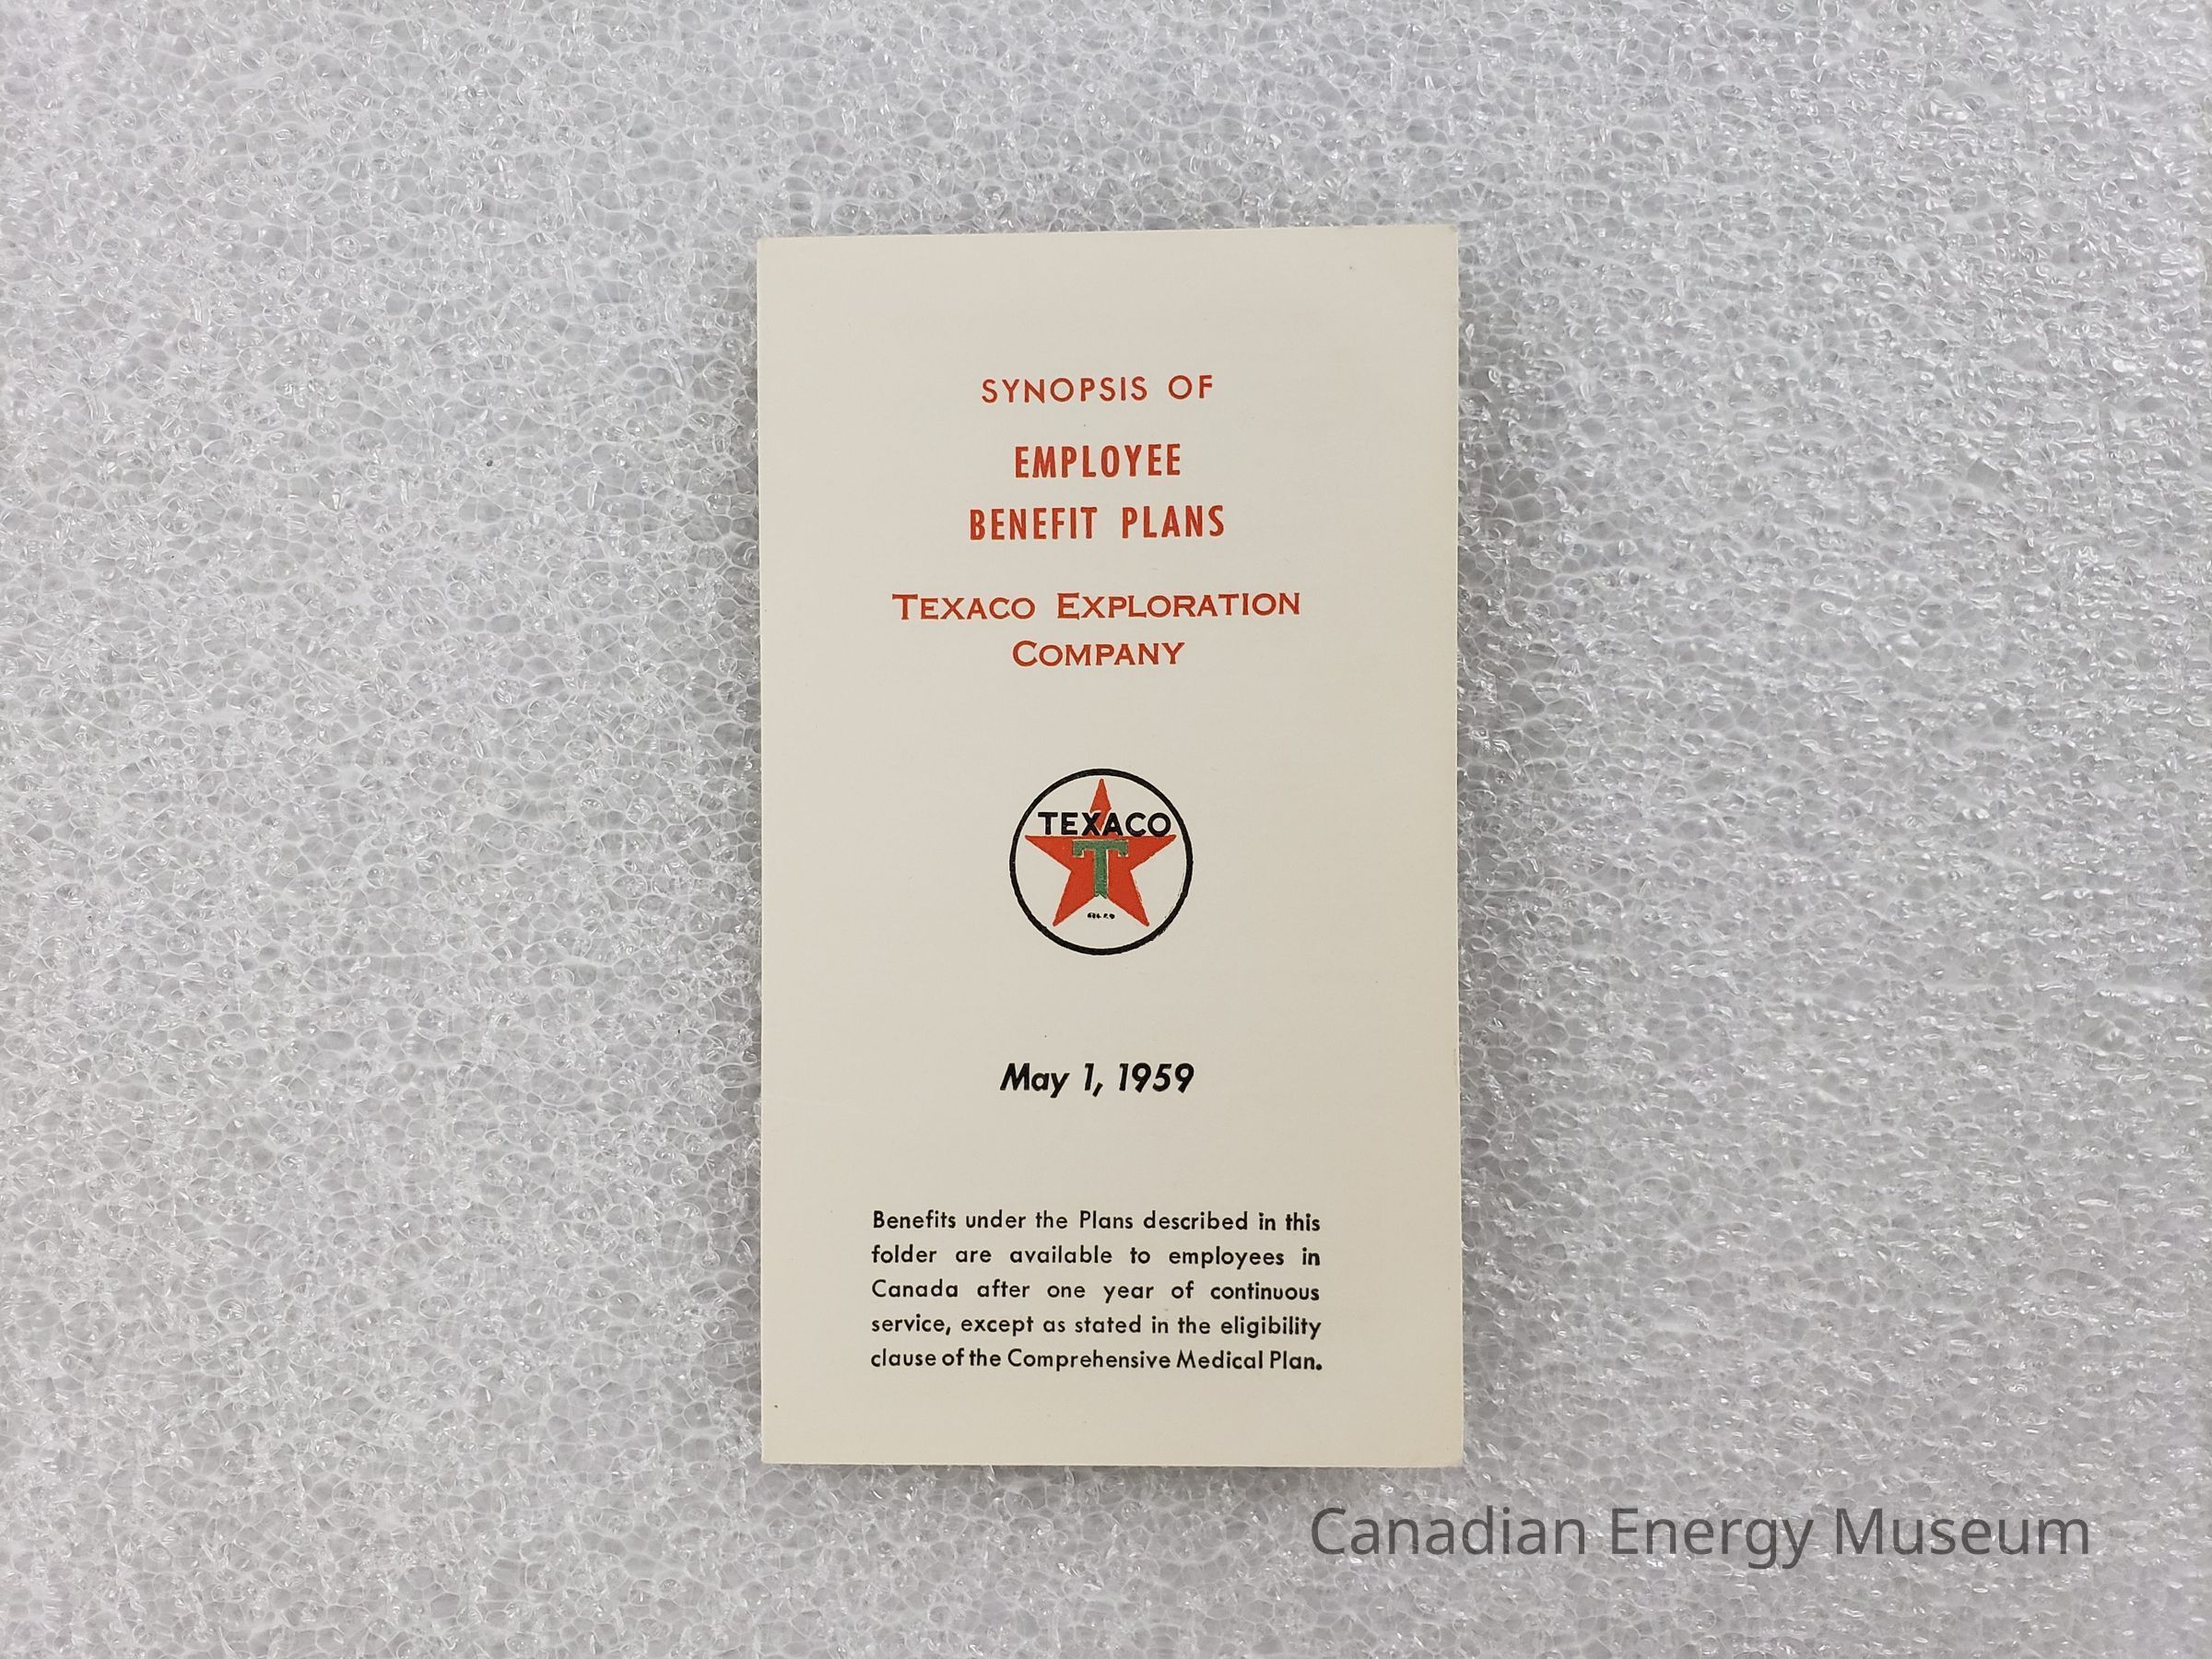 SYNOPSIS OF
EMPLOYEE
BENEFIT PLANS
TEXACO EXPLORATION
COMPANY
TEXACO
T
May 1, 1959
Benefits under the Plans described in this
folder are available to employees in
Canada after one year of continuous
service, except as stated in the eligibility
clause of the Comprehensive Medical Plan.
Canadian Energy Museum